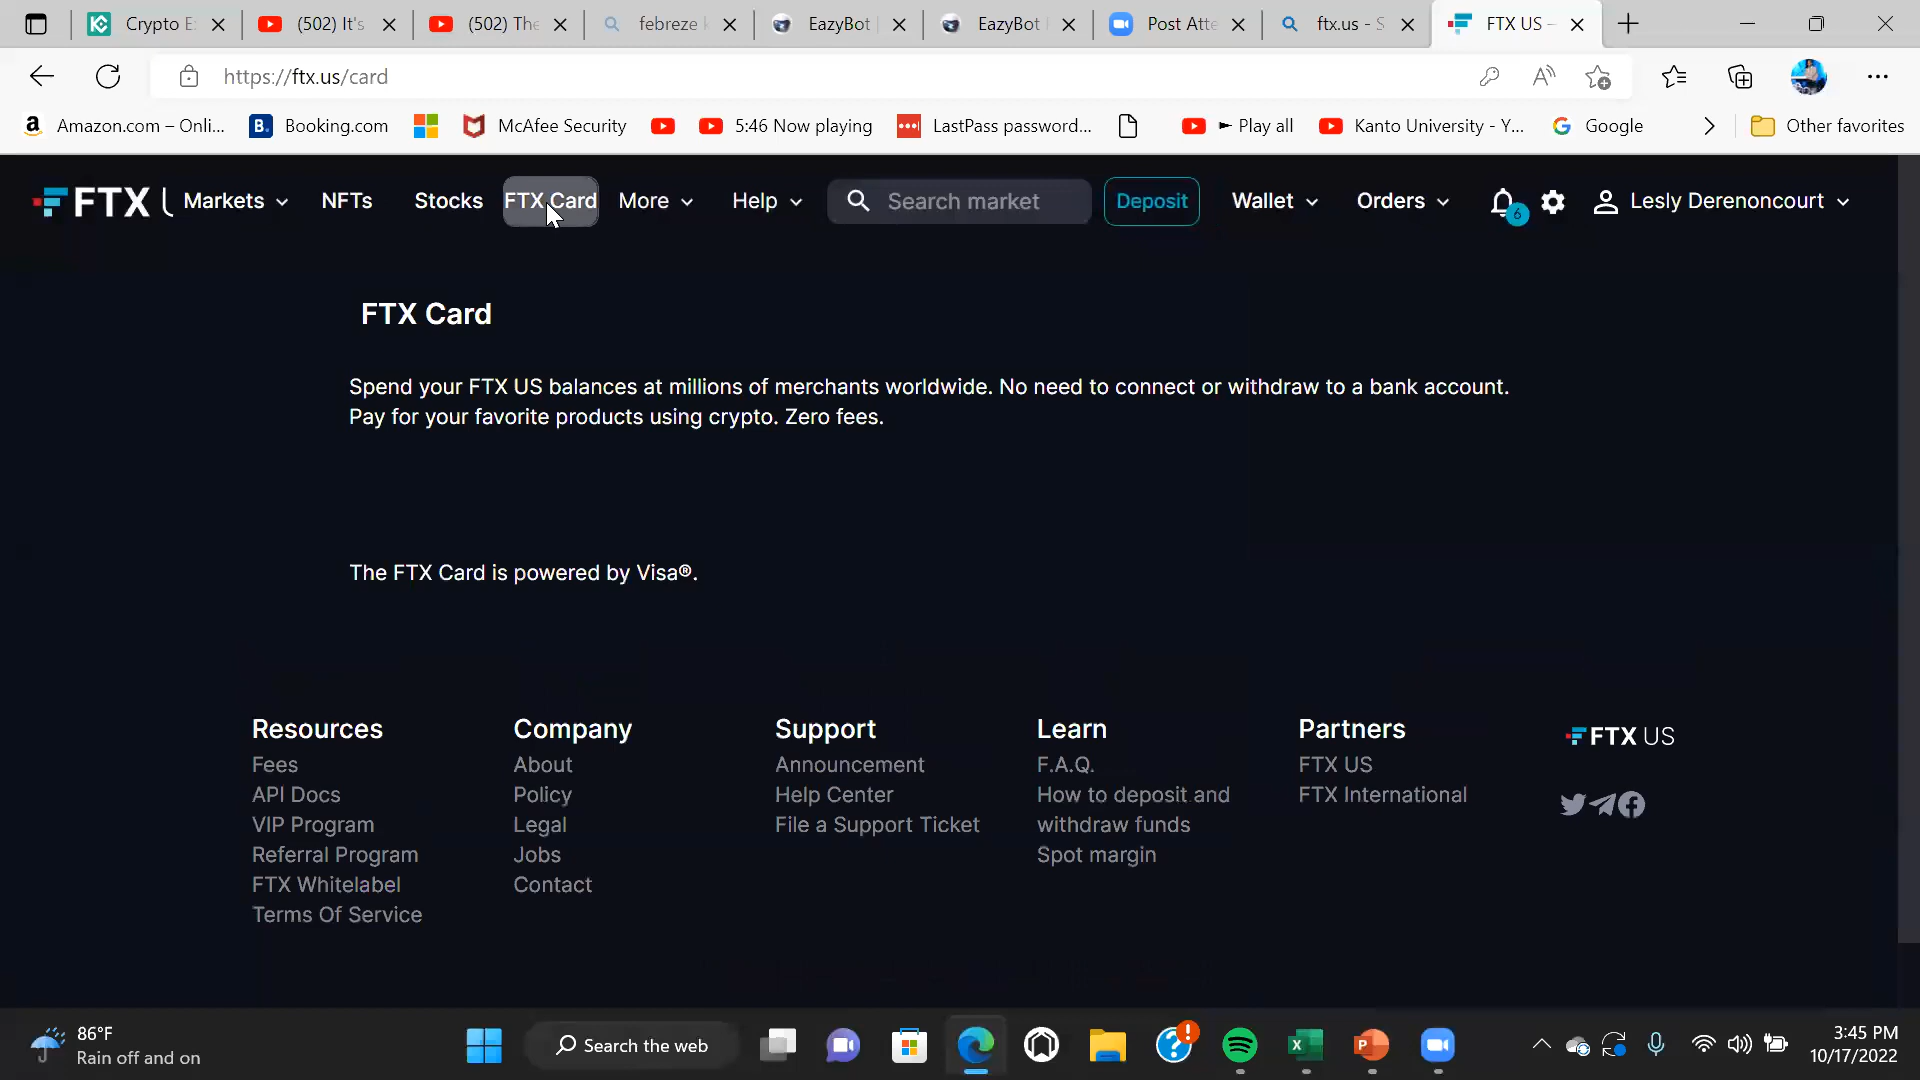 Crypto E
(502) It's
(502) The
febreze
EazyBot
EazyBot
Post Atte
ftx.us - S
FTX US –
https://ftx.us/card
Amazon.com – Onli...
Booking.com
McAfee Security
5:46 Now playing
LastPass password...
► Play all
Kanto University - Y...
Google
Other favorites
FTX
Markets
NFTs
Stocks
FTX Card
More
Help
Search market
Deposit
Wallet
Orders
6
Lesly Derenoncourt
FTX Card
Spend your FTX US balances at millions of merchants worldwide. No need to connect or withdraw to a bank account.
Pay for your favorite products using crypto. Zero fees.
The FTX Card is powered by Visa®.
Resources
Fees
API Docs
VIP Program
Referral Program
FTX Whitelabel
Terms Of Service
Company
About
Policy
Legal
Jobs
Contact
Support
Announcement
Help Center
File a Support Ticket
Learn
F.A.Q.
How to deposit and
withdraw funds
Spot margin
Partners
FTX US
FTX International
FTX US
86°F
Rain off and on
Search the web
3:45 PM
10/17/2022